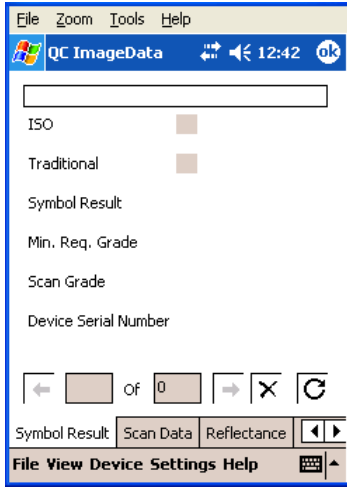 File Zoom Tools Help
QC ImageData 12:42 ok
ISO
Traditional
Symbol Result
Min. Req. Grade
Scan Grade
Device Serial Number
of 0
Symbol Result Scan Data Reflectance
File View Device Settings Help